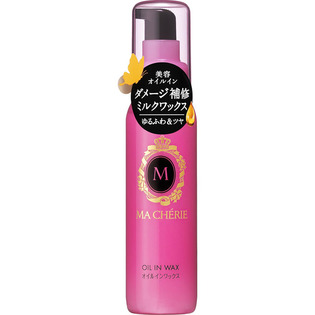 美容
オイルイン
ダメージ補修
ミルクワックス
ゆるふわ&ツヤ
M
MA CHÉRIE
OIL IN WAX
オイルインワックス